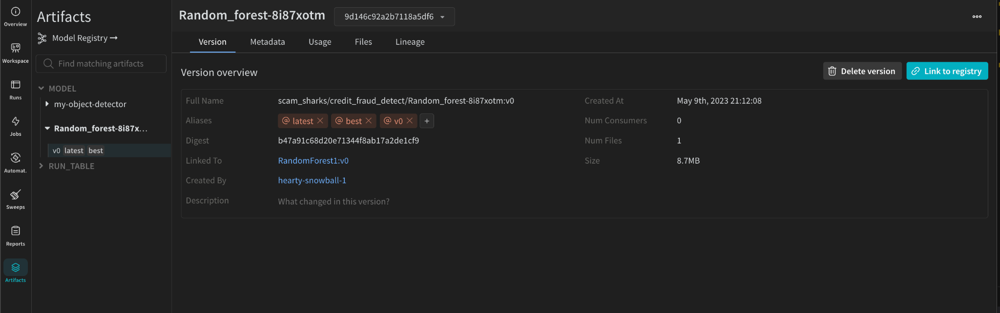 Overview
Workspace
Runs
Jobs
Automat.
Sweeps
Reports
Artifacts
Artifacts
Model Registry
Find matching artifacts
MODEL
my-object-detector
Random_forest-8i87x...
v0 latest best
RUN_TABLE
Random_forest-8i87xotm 9d146c92a2b7118a5df6
Version Metadata Usage Files Lineage
Version overview
Delete version Link to registry
Full Name scam_sharks/credit_fraud_detect/Random_forest-8i87xotm:v0
Aliases @ latest @ best @ v0 +
Digest b47a91c68d20e71344f8ab17a2de1cf9
Linked To RandomForest1:v0
Created By hearty-snowball-1
Description What changed in this version?
Created At May 9th, 2023 21:12:08
Num Consumers 0
Num Files 1
Size 8.7MB